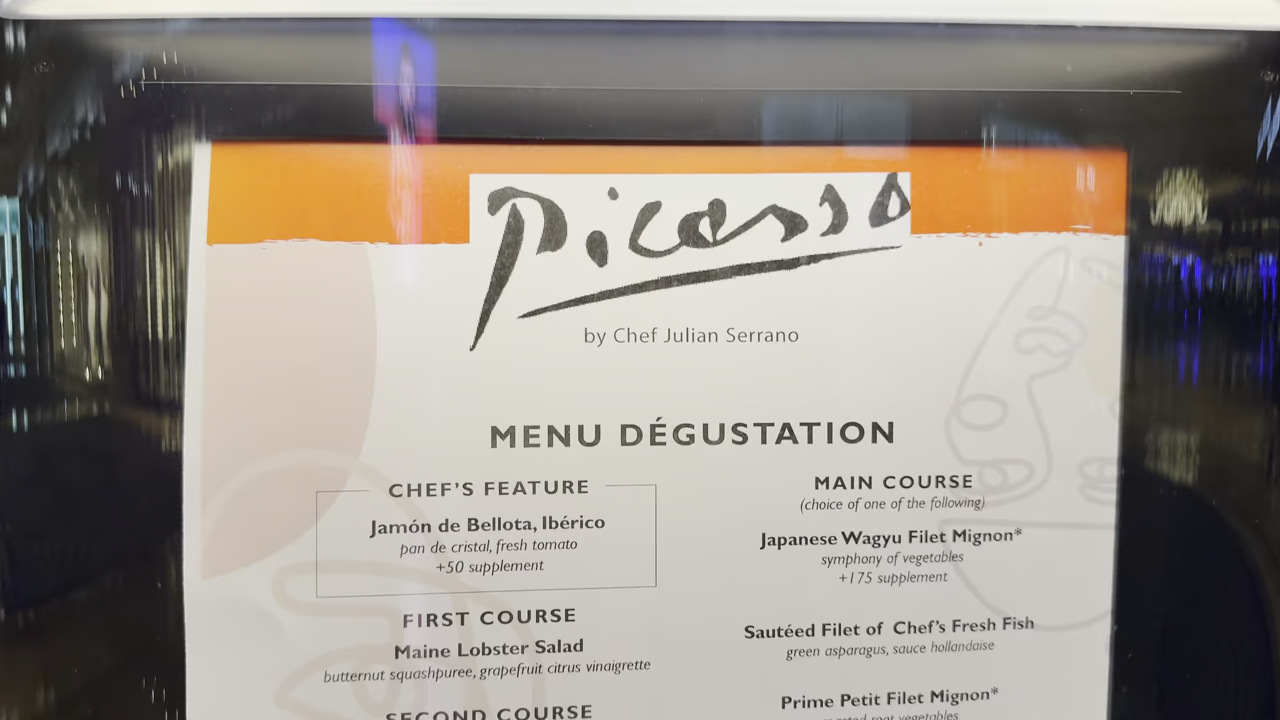 Picasso
by Chef Julian Serrano
MENU DÉGUSTATION
CHEF'S FEATURE
Jamón de Bellota, Ibérico
pan de cristal, fresh tomato
+50 supplement
FIRST COURSE
Maine Lobster Salad
butternut squashpuree, grapefruit citrus vinaigrette
SECOND COURSE
MAIN COURSE
(choice of one of the following)
Japanese Wagyu Filet Mignon*
symphony of vegetables
+175 supplement
Sautéed Filet of Chef's Fresh Fish
green asparagus, sauce hollandaise
Prime Petit Filet Mignon*
root vegetables